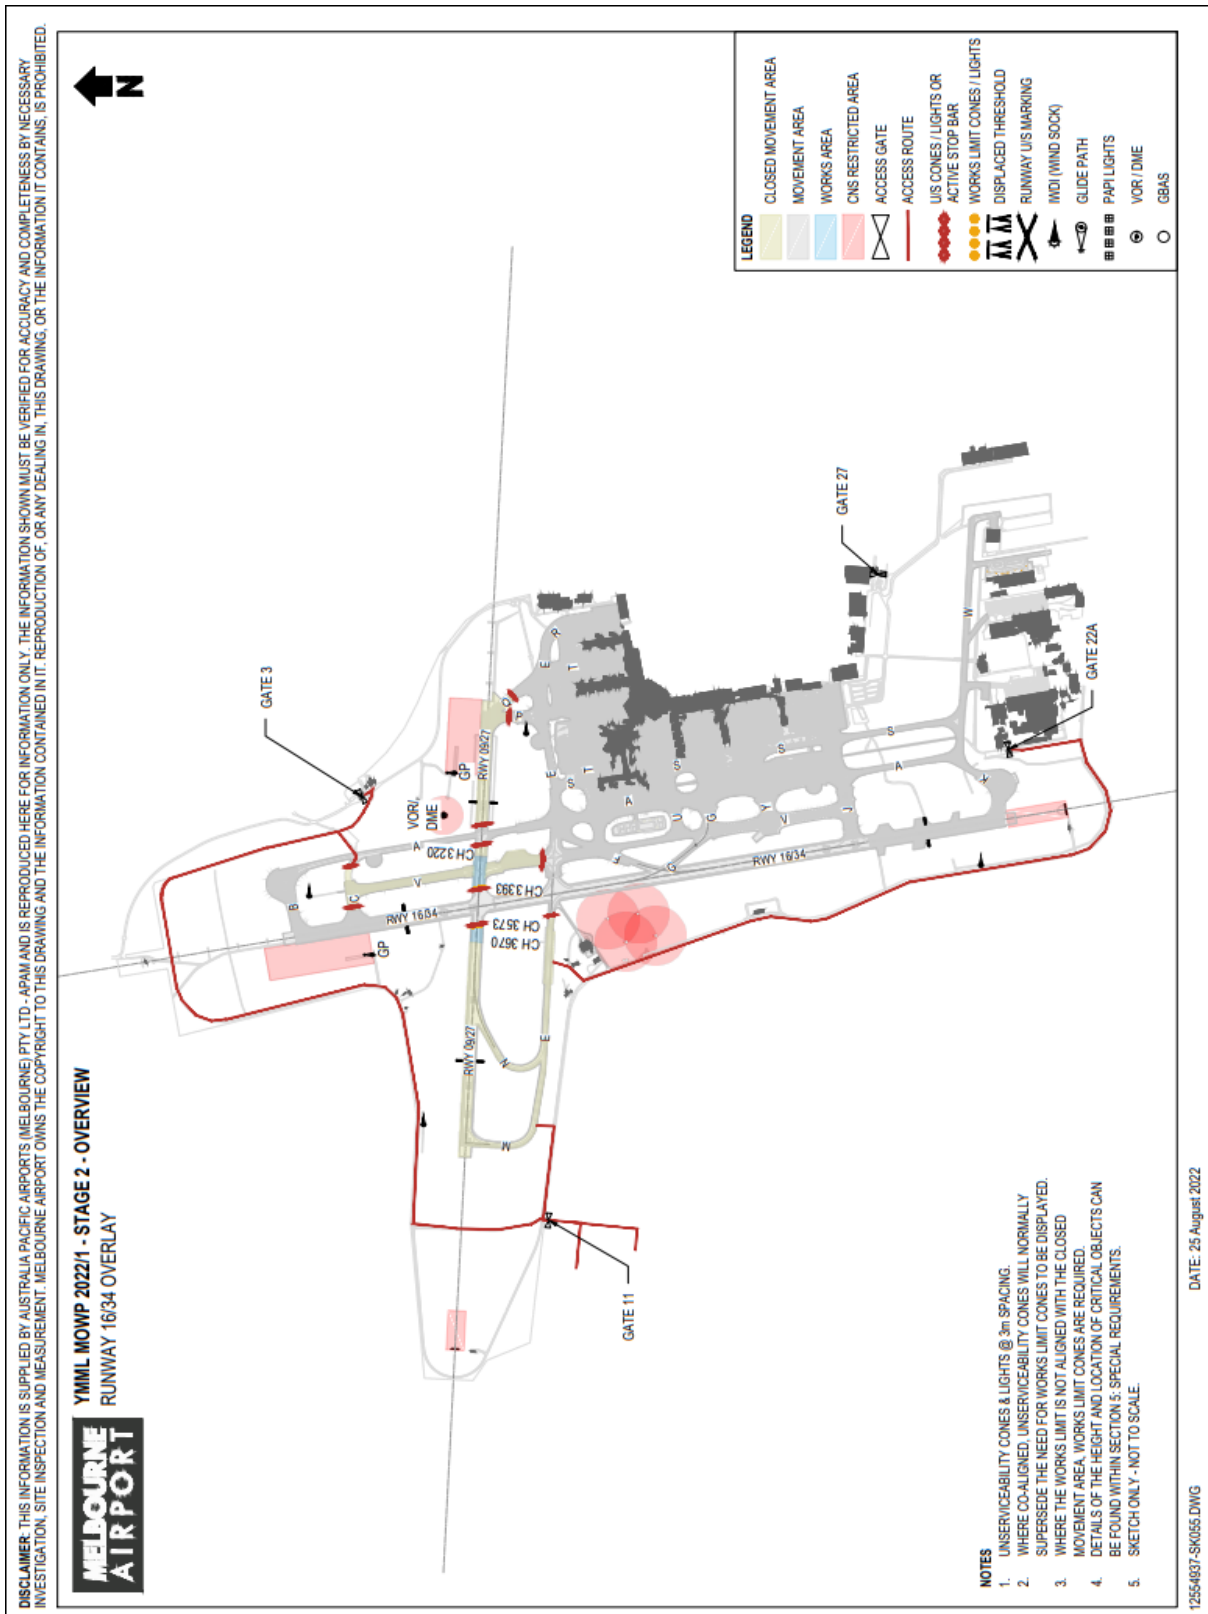 DISCLAIMER: THIS INFORMATION IS SUPPLIED BY AUSTRALIA PACIFIC AIRPORTS (MELBOURNE) PTY LTD - APAM AND IS REPRODUCED HERE FOR INFORMATION ONLY. THE INFORMATION SHOWN MUST BE VERIFIED FOR ACCURACY AND COMPLETENESS BY NECESSARY
INVESTIGATION, SITE INSPECTION AND MEASUREMENT. MELBOURNE AIRPORT OWNS THE COPYRIGHT TO THIS DRAWING AND THE INFORMATION CONTAINED IN IT. REPRODUCTION OF, OR ANY DEALING IN, THIS DRAWING, OR THE INFORMATION IT CONTAINS, IS PROHIBITED.
MELBOURNE
AIRPORT
YMML MOWP 2022/1 - STAGE 2 - OVERVIEW
RUNWAY 16/34 OVERLAY
N
GATE 3
GP
VOR/
DME
GP
RWY 09/27
RWY 09/27
RWY 16/34
RWY 16/34
CH 3220
CH 3393
CH 3573
CH 3670
B
A
V
C
Q
P
E
R
T
E
S
T
N
E
M
A
U
G
F
G
Y
V
J
S
S
A
S
K
W
GATE 11
GATE 27
GATE 22A
LEGEND
CLOSED MOVEMENT AREA
MOVEMENT AREA
WORKS AREA
CNS RESTRICTED AREA
ACCESS GATE
ACCESS ROUTE
U/S CONES / LIGHTS OR
ACTIVE STOP BAR
WORKS LIMIT CONES / LIGHTS
DISPLACED THRESHOLD
RUNWAY U/S MARKING
IWDI (WIND SOCK)
GLIDE PATH
PAPI LIGHTS
VOR / DME
GBAS
NOTES
1. UNSERVICEABILITY CONES & LIGHTS @ 3m SPACING.
2. WHERE CO-ALIGNED, UNSERVICEABILITY CONES WILL NORMALLY
SUPERSEDE THE NEED FOR WORKS LIMIT CONES TO BE DISPLAYED.
3. WHERE THE WORKS LIMIT IS NOT ALIGNED WITH THE CLOSED
MOVEMENT AREA, WORKS LIMIT CONES ARE REQUIRED.
4. DETAILS OF THE HEIGHT AND LOCATION OF CRITICAL OBJECTS CAN
BE FOUND WITHIN SECTION 5: SPECIAL REQUIREMENTS.
5. SKETCH ONLY - NOT TO SCALE.
12554937-SK055.DWG
DATE: 25 August 2022